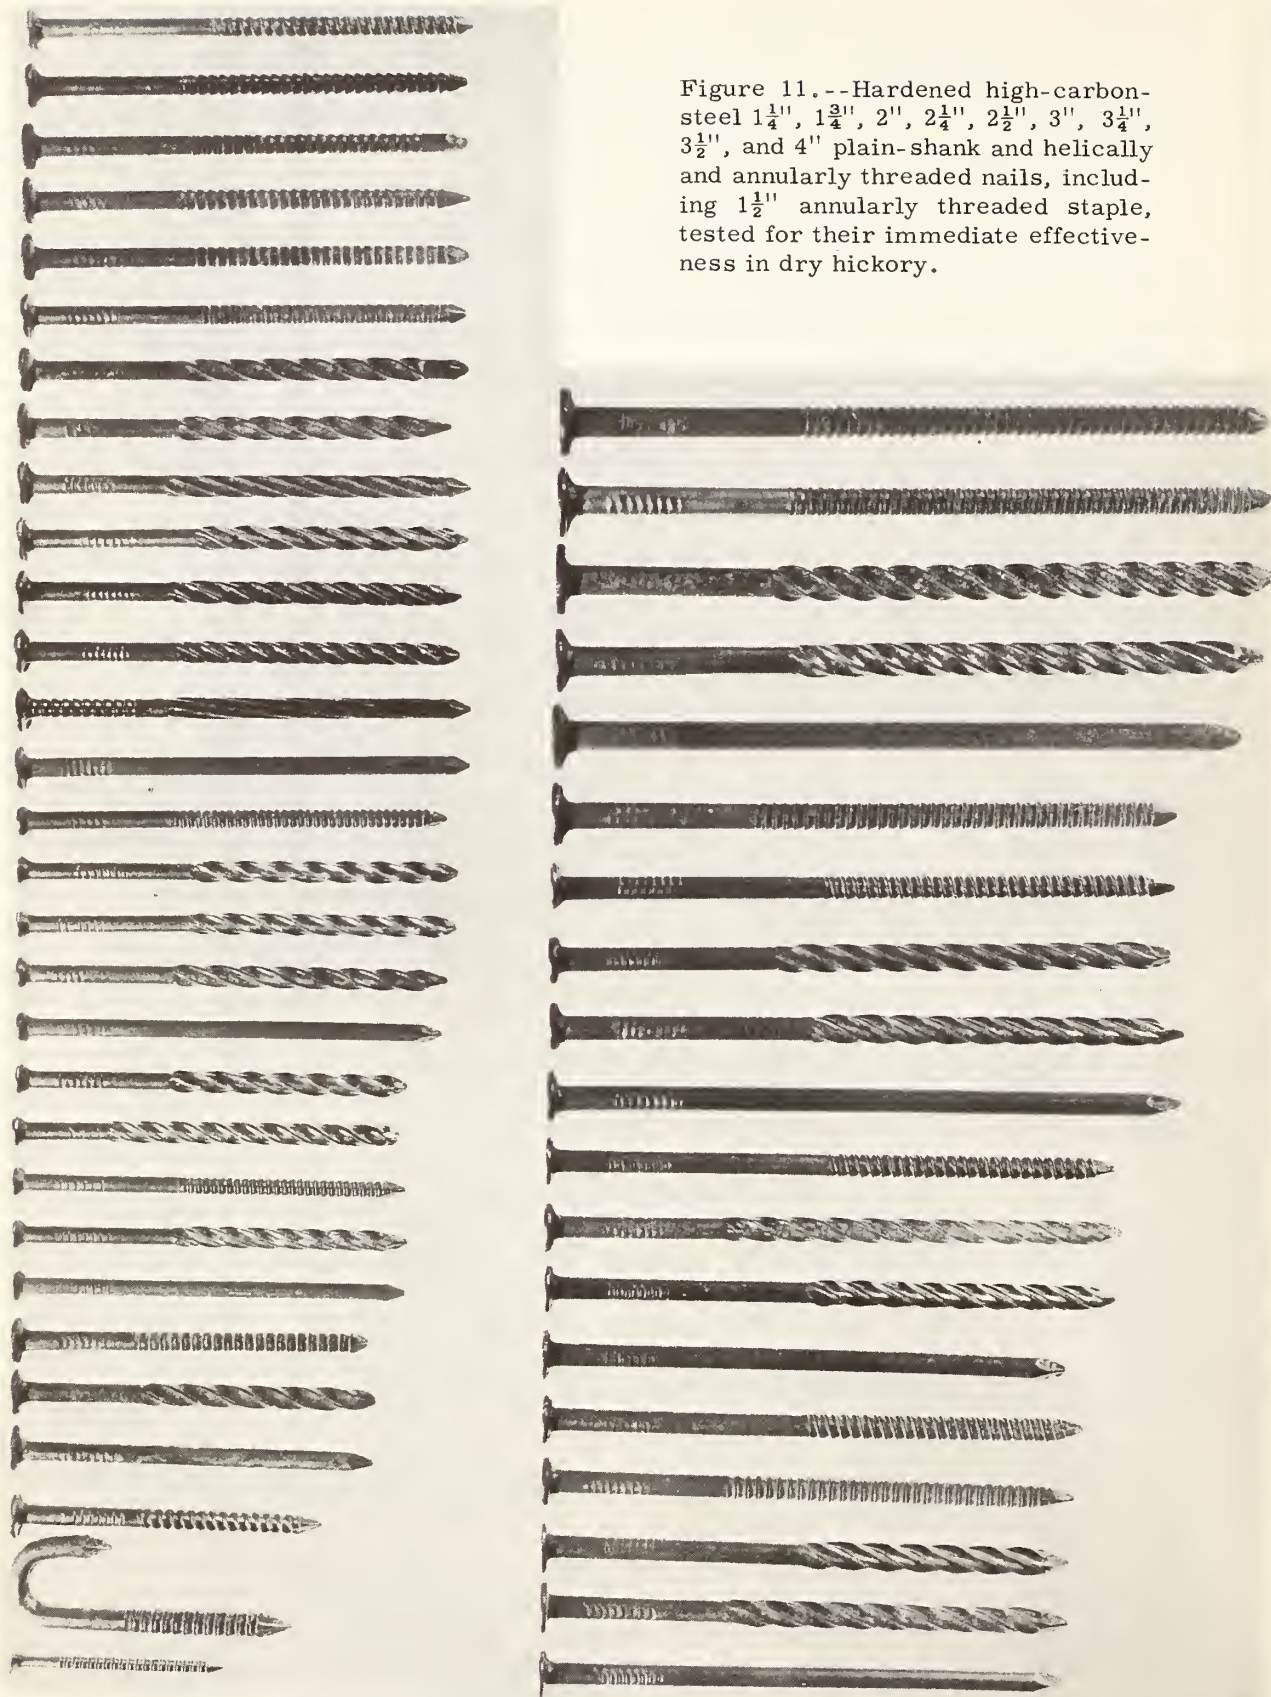 Figure 11.--Hardened high-carbon-
steel 1¼", 1¾", 2", 2¼", 2½", 3", 3¼",
3½", and 4" plain-shank and helically
and annularly threaded nails, includ-
ing 1½" annularly threaded staple,
tested for their immediate effective-
ness in dry hickory.